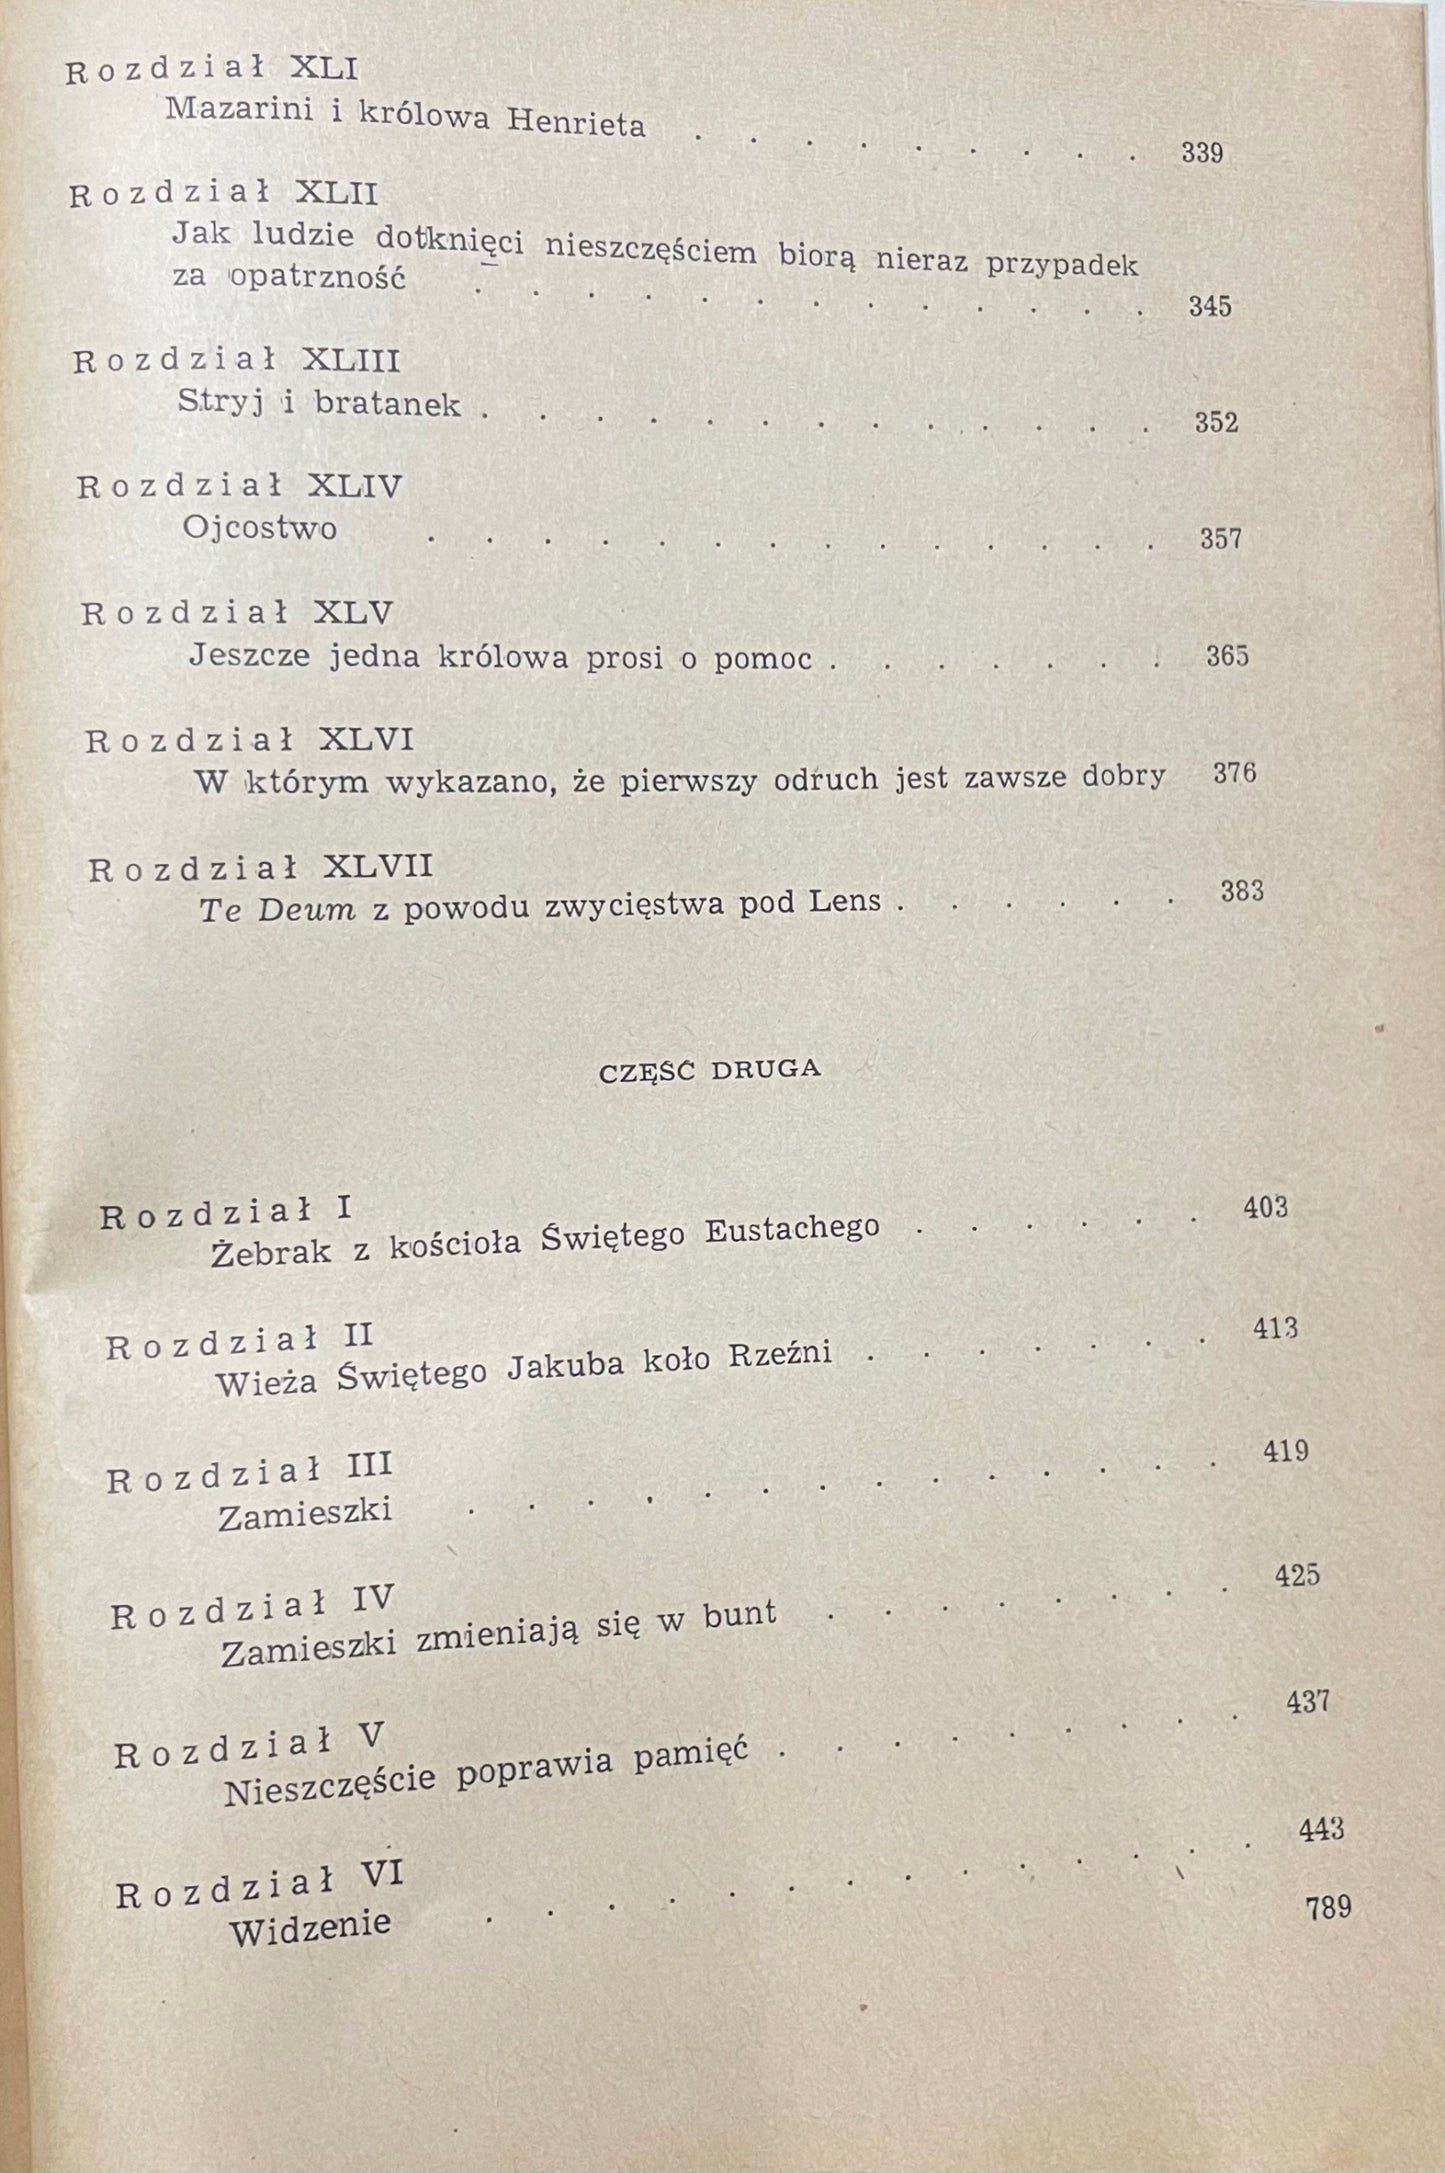 Rozdział XLI
Mazarini i królowa Henrieta . . . . . . . . . 339
Rozdział XLII
Jak ludzie dotknięci nieszczęściem biorą nieraz przypadek
za opatrzność . . . . . . . . . . . . . 345
Rozdział XLIII
Stryj i bratanek . . . . . . . . . . . . . 352
Rozdział XLIV
Ojcostwo . . . . . . . . . . . . . . 357
Rozdział XLV
Jeszcze jedna królowa prosi o pomoc . . . . . . . 365
Rozdział XLVI
W którym wykazano, że pierwszy odruch jest zawsze dobry 376
Rozdział XLVII
Te Deum z powodu zwycięstwa pod Lens . . . . . . 383
CZĘŚĆ DRUGA
Rozdział I
Żebrak z kościoła Świętego Eustachego . . . . . . 403
Rozdział II
Wieża Świętego Jakuba koło Rzeźni . . . . . . . 413
Rozdział III
Zamieszki . . . . . . . . . . . . . . 419
Rozdział IV
Zamieszki zmieniają się w bunt . . . . . . . . 425
Rozdział V
Nieszczęście poprawia pamięć . . . . . . . . . 437
Rozdział VI
Widzenie . . . . . . . . . . . . . . 443
789